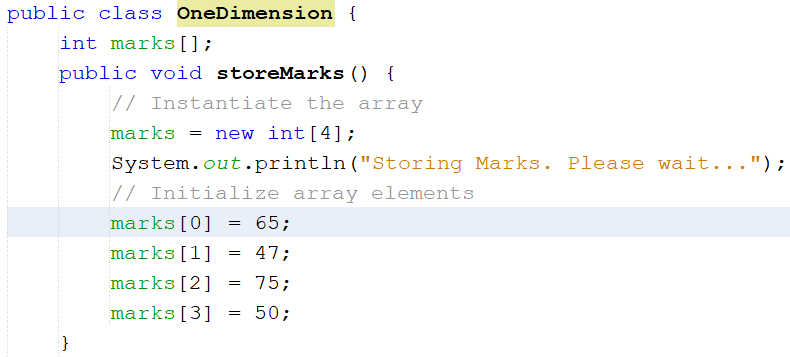 public class OneDimension {
    int marks[];
    public void storeMarks() {
        // Instantiate the array
        marks = new int[4];
        System.out.println("Storing Marks. Please wait...");
        // Initialize array elements
        marks[0] = 65;
        marks[1] = 47;
        marks[2] = 75;
        marks[3] = 50;
    }